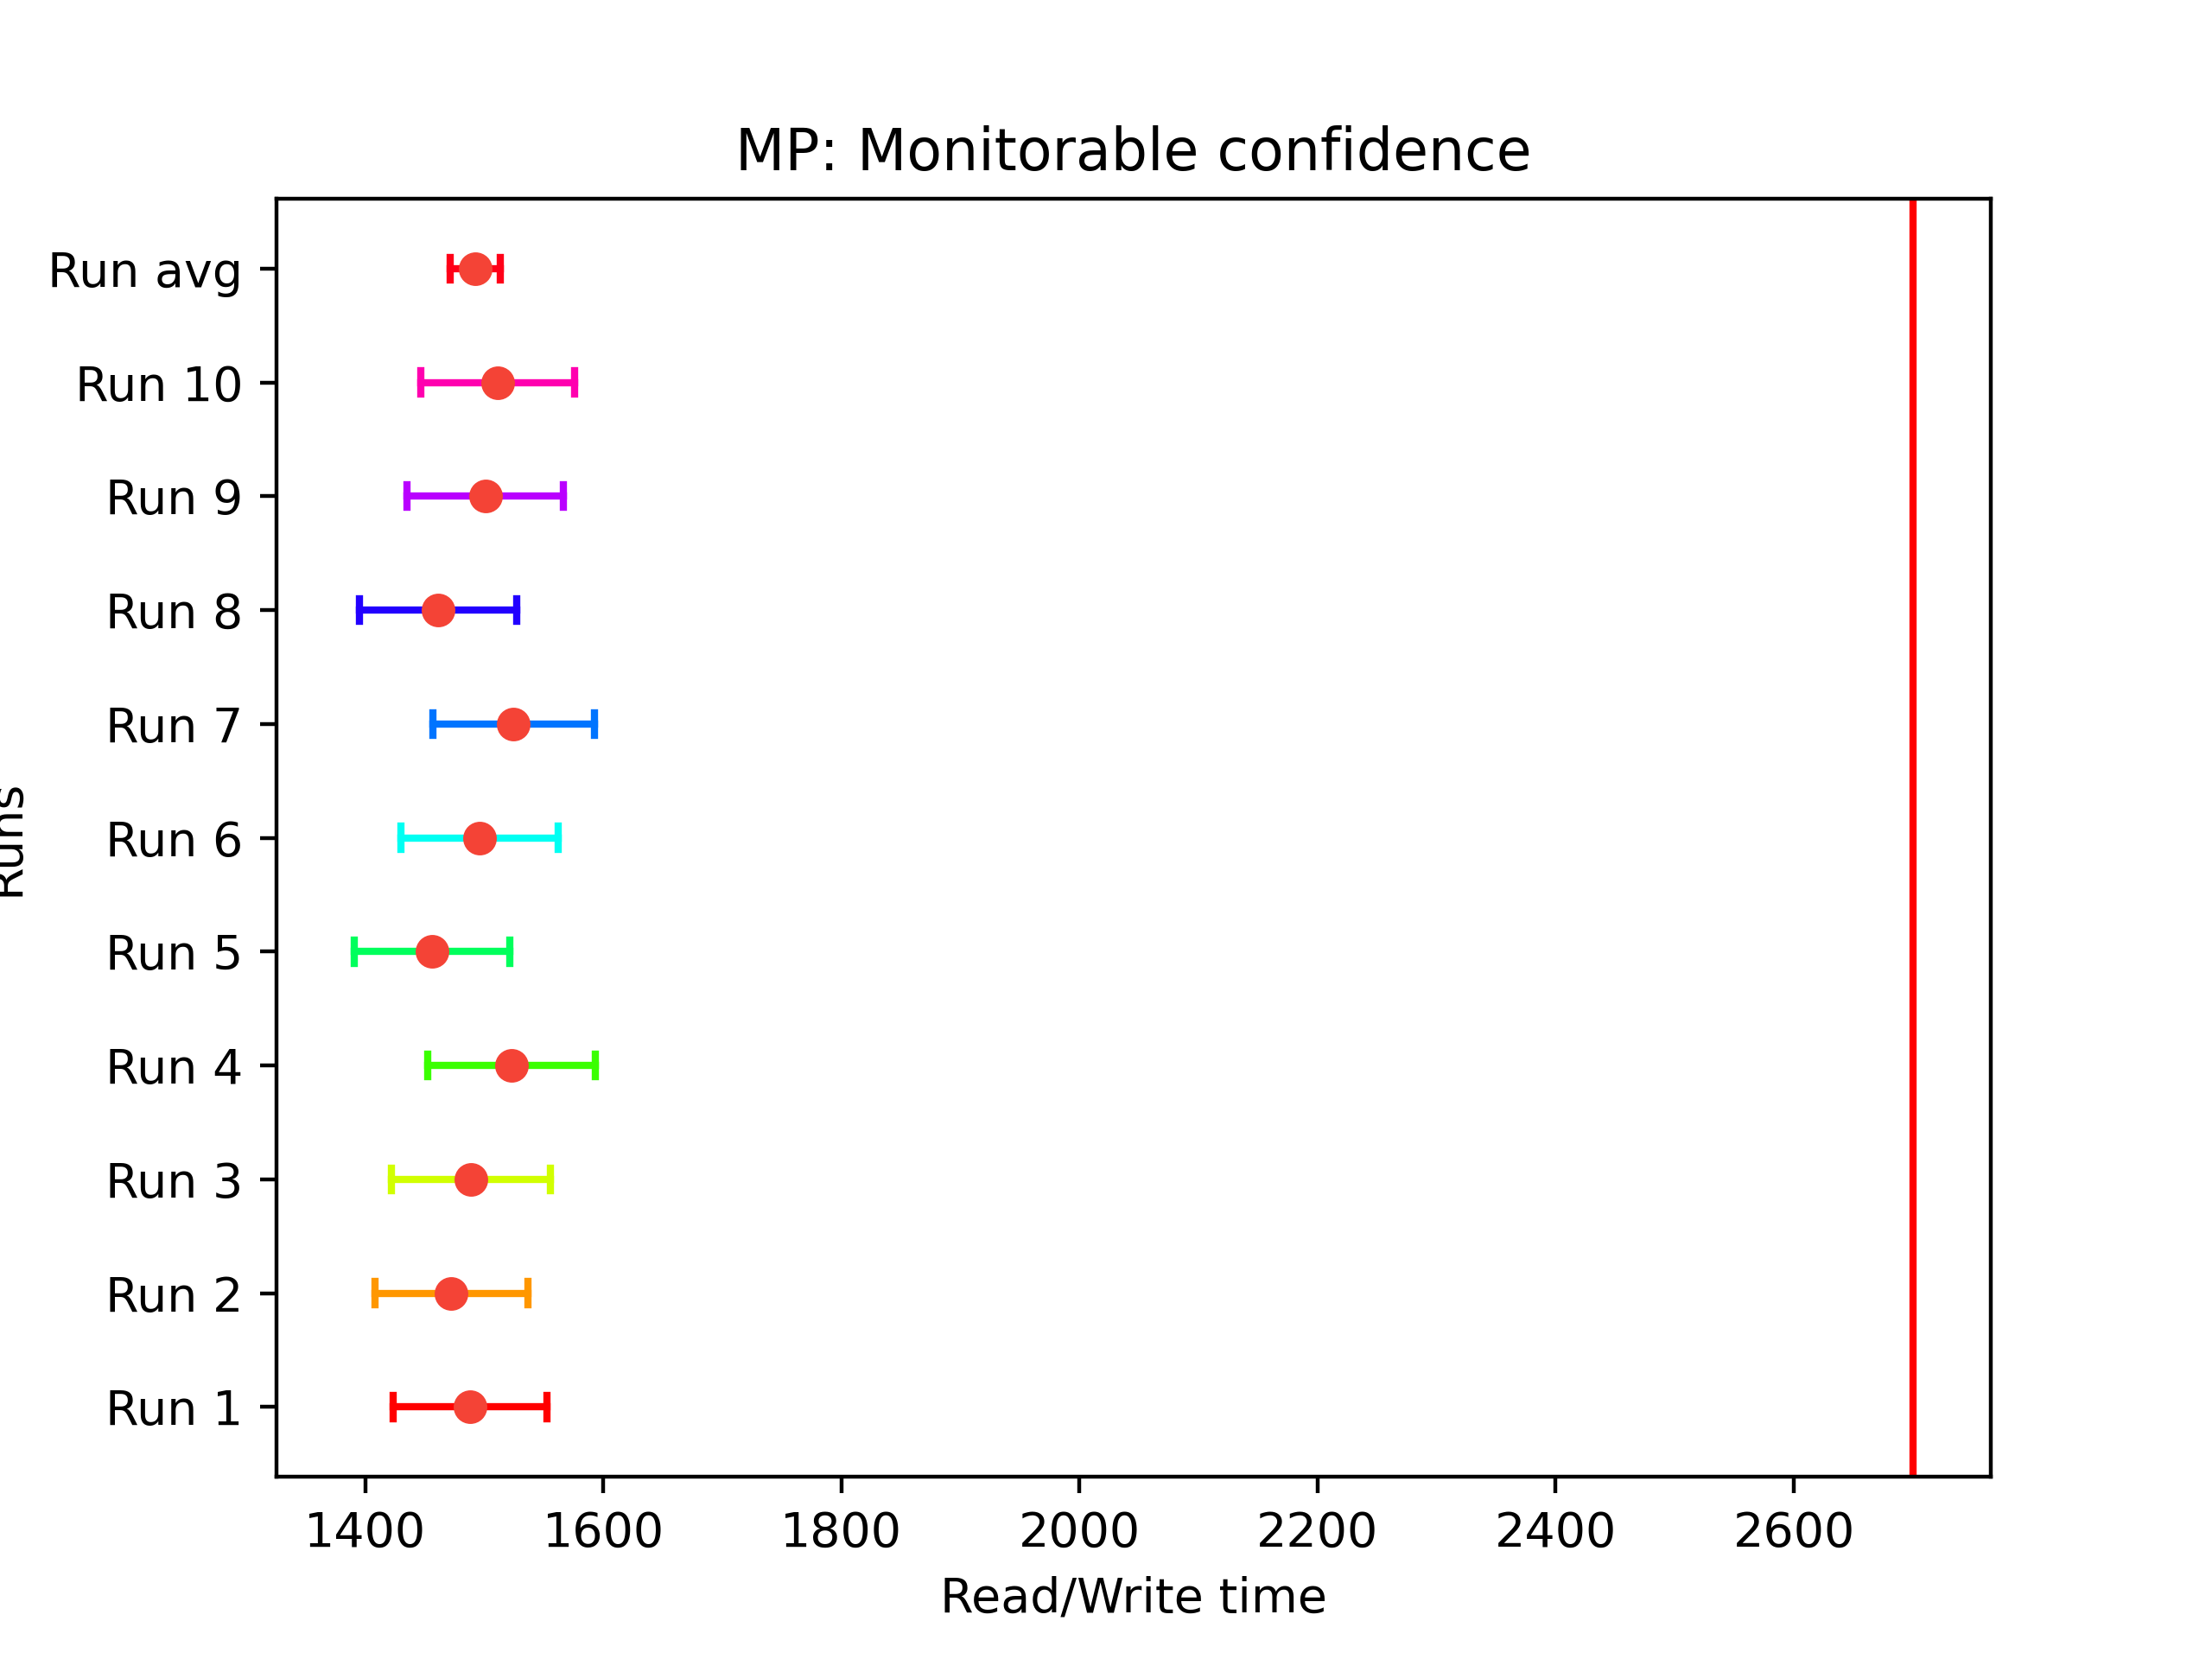 MP: Monitorable confidence
Run avg
Run 10
Run 9
Run 8
Run 7
Run 6
Run 5
Run 4
Run 3
Run 2
Run 1
Runs
1400 1600 1800 2000 2200 2400 2600
Read/Write time